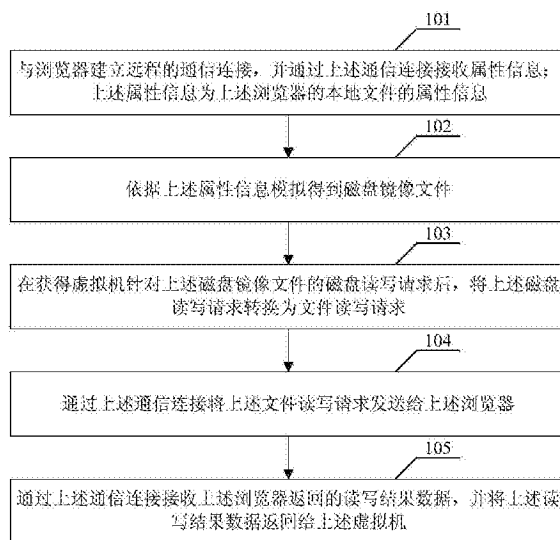 101
与浏览器建立远程的通信连接，并通过上述通信连接接收属性信息；
上述属性信息为上述浏览器的本地文件的属性信息
102
依据上述属性信息模拟得到磁盘镜像文件
103
在获得虚拟机针对上述磁盘镜像文件的磁盘读写请求后，将上述磁盘
读写请求转换为文件读写请求
104
通过上述通信连接将上述文件读写请求发送给上述浏览器
105
通过上述通信连接接收上述浏览器返回的读写结果数据，并将上述读
写结果数据返回给上述虚拟机